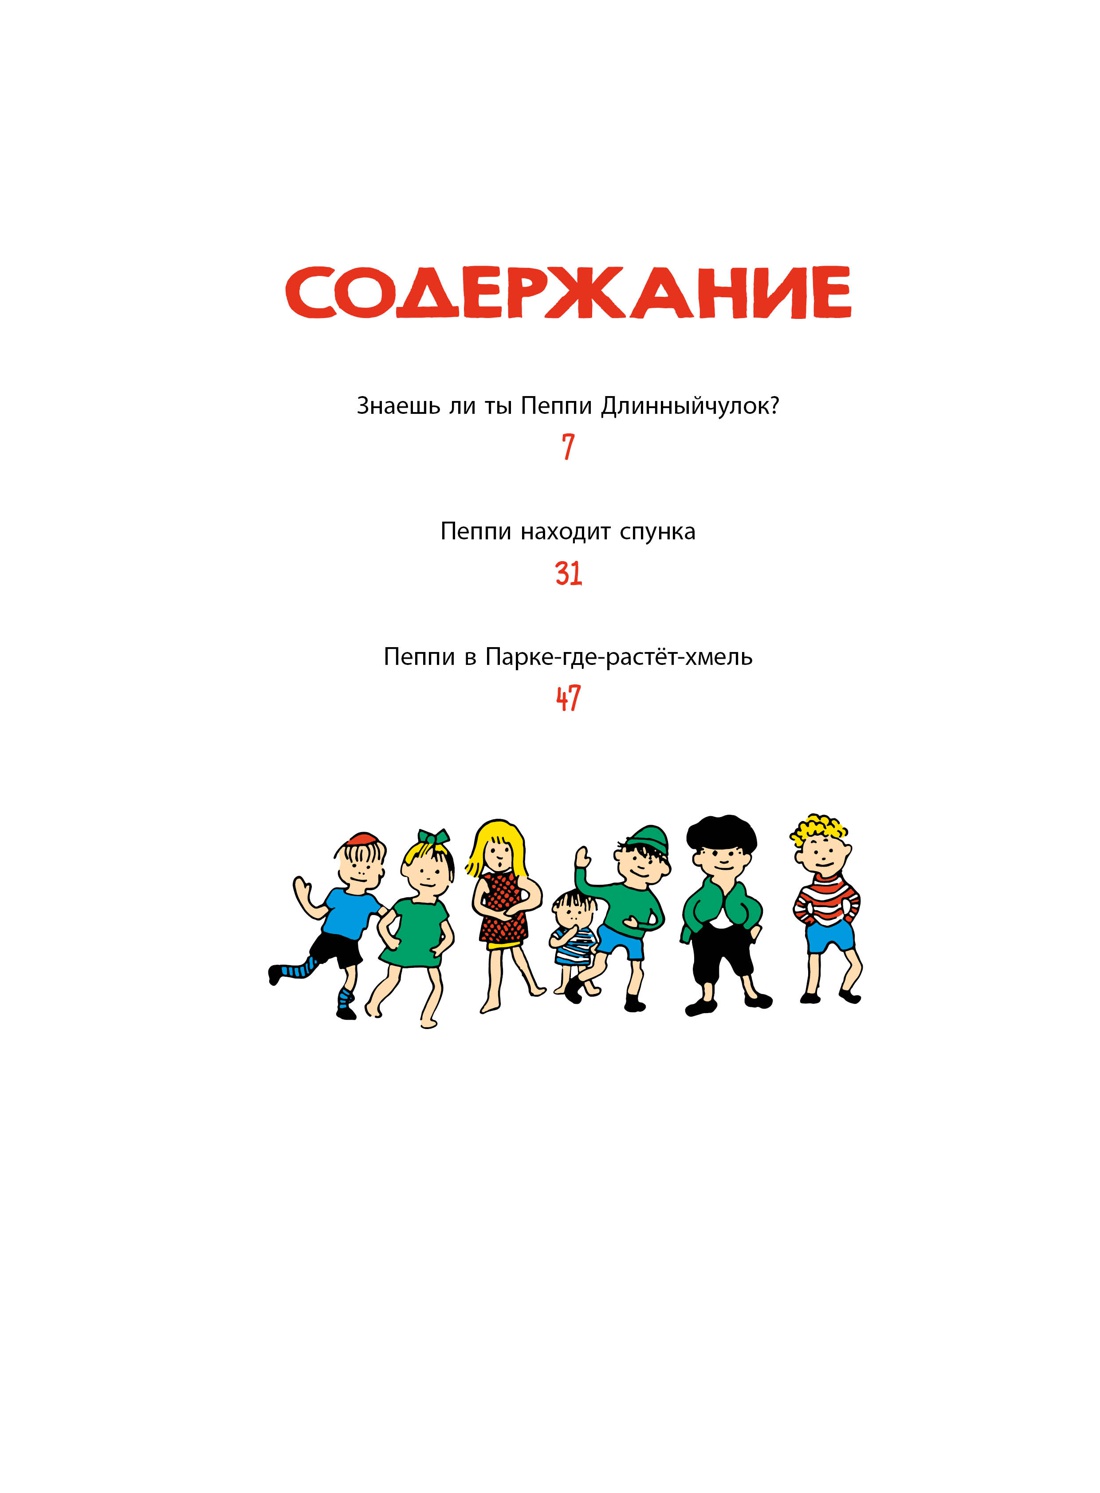 СОДЕРЖАНИЕ
Знаешь ли ты Пеппи Длинныйчулок?
7
Пеппи находит спунка
31
Пеппи в Парке-где-растёт-хмель
47